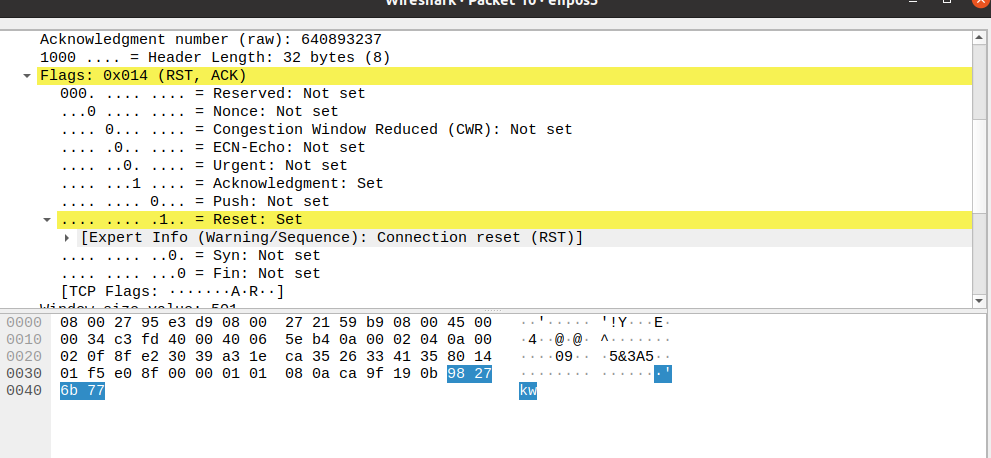 Wireshark · Packet 10 · enp0s3
Acknowledgment number (raw): 640893237
1000 .... = Header Length: 32 bytes (8)
Flags: 0x014 (RST, ACK)
000. .... .... = Reserved: Not set
...0 .... .... = Nonce: Not set
.... 0... .... = Congestion Window Reduced (CWR): Not set
.... .0.. .... = ECN-Echo: Not set
.... ..0. .... = Urgent: Not set
.... ...1 .... = Acknowledgment: Set
.... .... 0... = Push: Not set
.... .... .1.. = Reset: Set
[Expert Info (Warning/Sequence): Connection reset (RST)]
.... .... ..0. = Syn: Not set
.... .... ...0 = Fin: Not set
[TCP Flags: ·······A·R··]
Window size value: 501
0000 08 00 27 95 e3 d9 08 00 27 21 59 b9 08 00 45 00 ··'····· '!Y···E·
0010 00 34 c3 fd 40 00 40 06 5e b4 0a 00 02 04 0a 00 ·4··@·@· ^·······
0020 02 0f 8f e2 30 39 a3 1e ca 35 26 33 41 35 80 14 ····09·· ·5&3A5··
0030 01 f5 e0 8f 00 00 01 01 08 0a ca 9f 19 0b 98 27 ········ ·······'
0040 6b 77 kw